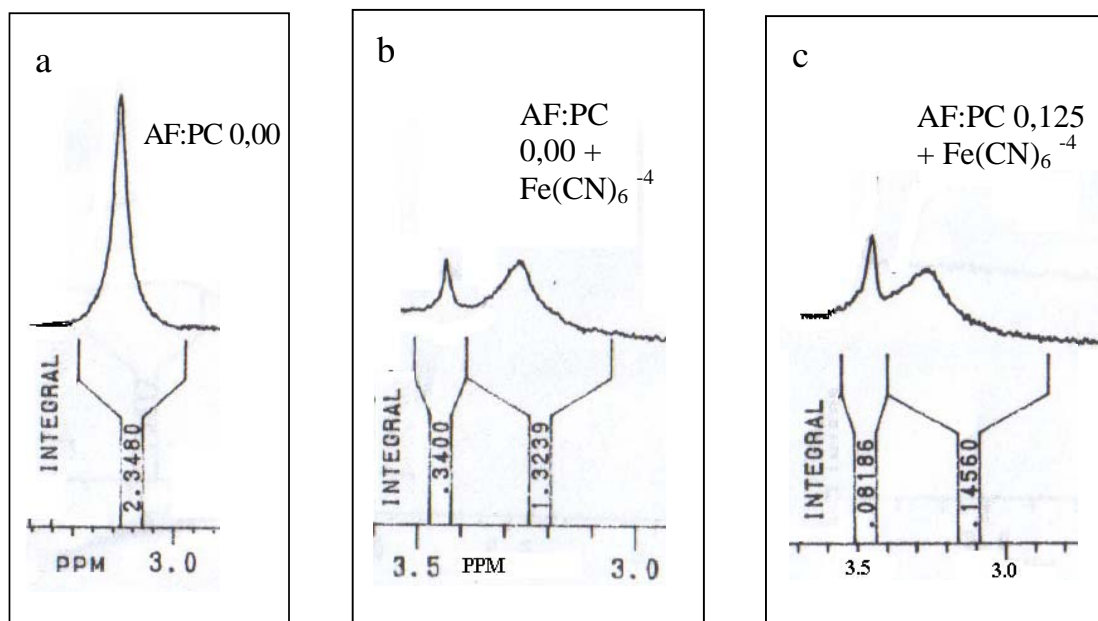 a
AF:PC 0,00
INTEGRAL
2.3480
PPM 3.0
b
AF:PC
0,00 +
Fe(CN)₆ ⁻⁴
INTEGRAL
.3400
1.3239
3.5 PPM 3.0
c
AF:PC 0,125
+ Fe(CN)₆ ⁻⁴
INTEGRAL
.08186
.14560
3.5 3.0